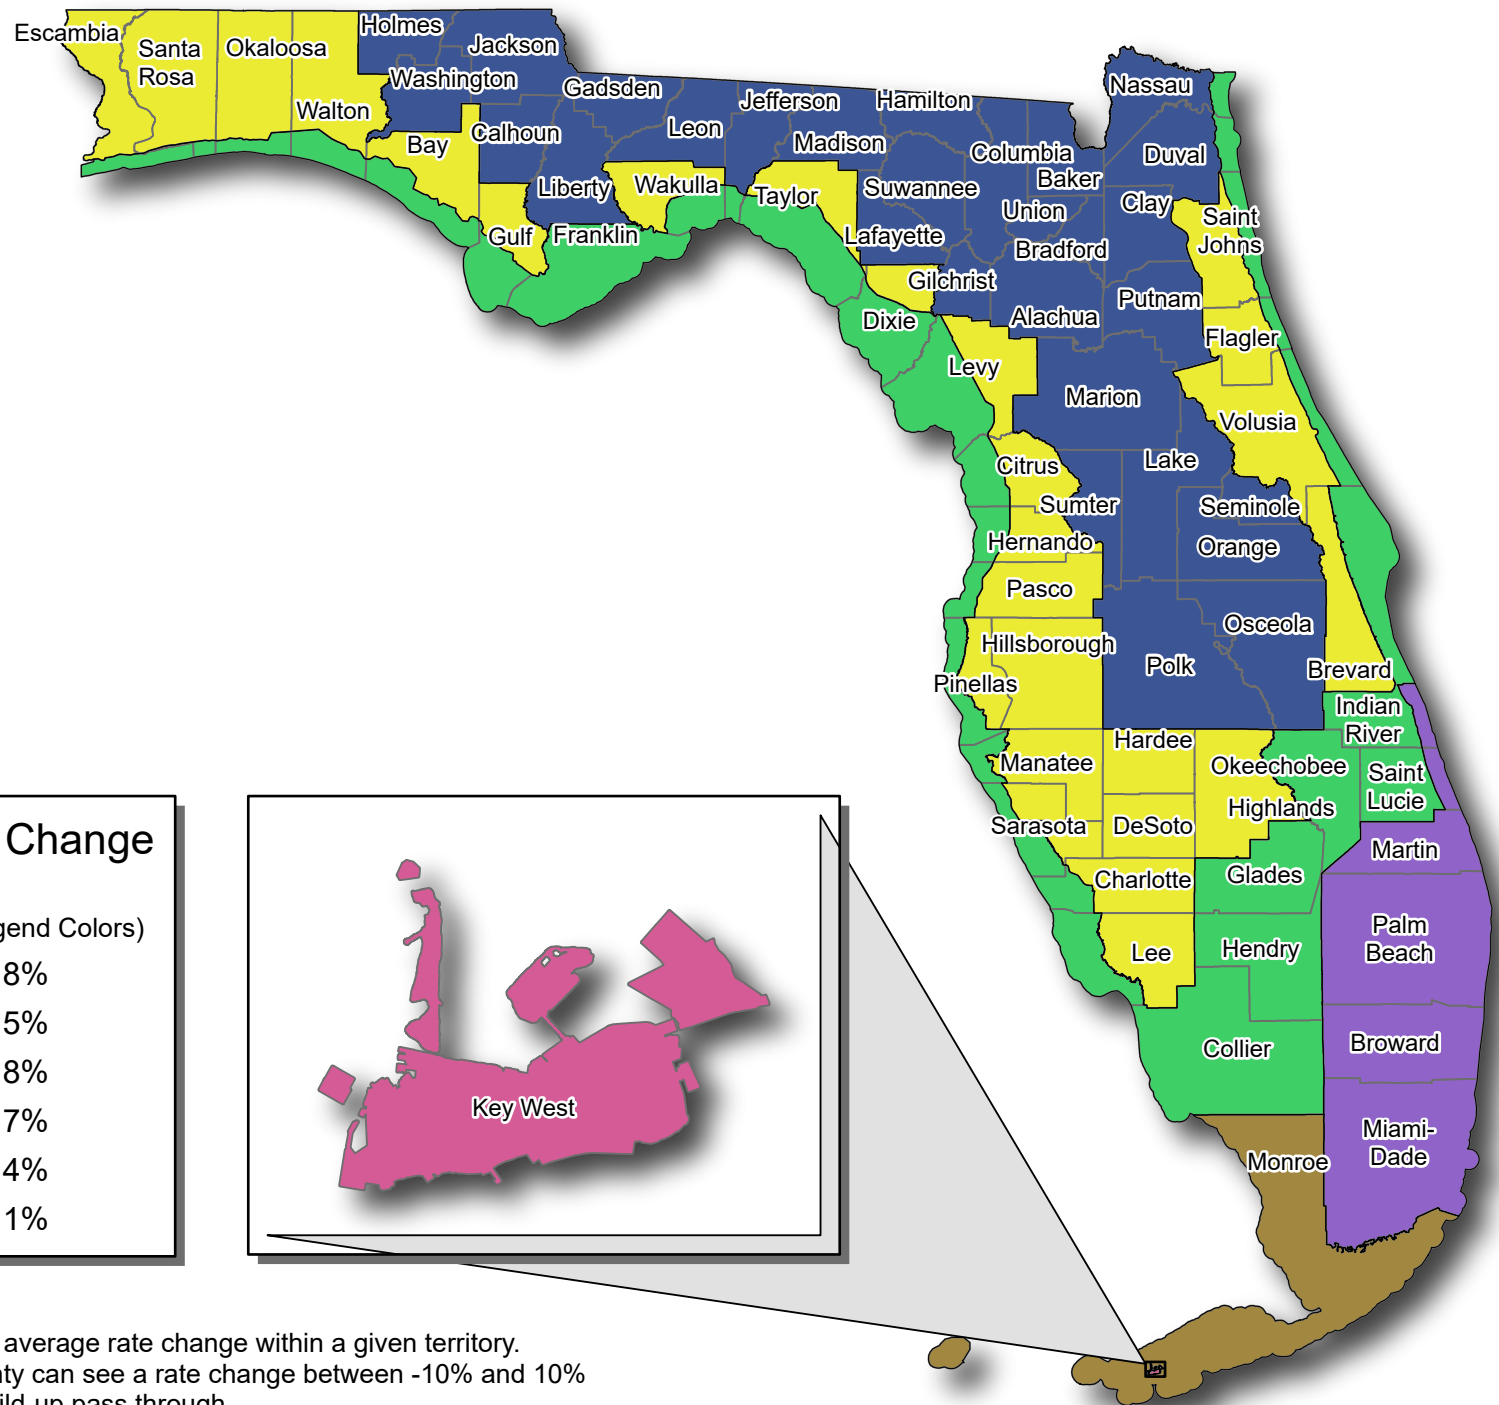 Escambia
Santa
Rosa
Okaloosa
Walton
Holmes
Jackson
Washington
Bay
Calhoun
Gulf
Gadsden
Liberty
Franklin
Leon
Wakulla
Jefferson
Madison
Taylor
Hamilton
Suwannee
Lafayette
Dixie
Gilchrist
Columbia
Baker
Union
Bradford
Alachua
Levy
Nassau
Duval
Clay
Saint
Johns
Putnam
Flagler
Marion
Volusia
Citrus
Lake
Sumter
Seminole
Hernando
Orange
Pasco
Osceola
Hillsborough
Polk
Brevard
Pinellas
Indian
River
Manatee
Hardee
Okeechobee
Saint
Lucie
Highlands
Sarasota
DeSoto
Martin
Charlotte
Glades
Palm
Beach
Lee
Hendry
Collier
Broward
Miami-
Dade
Monroe
Key West
Change
gend Colors)
8%
5%
8%
7%
4%
1%
average rate change within a given territory.
nty can see a rate change between -10% and 10%
ild-up pass through